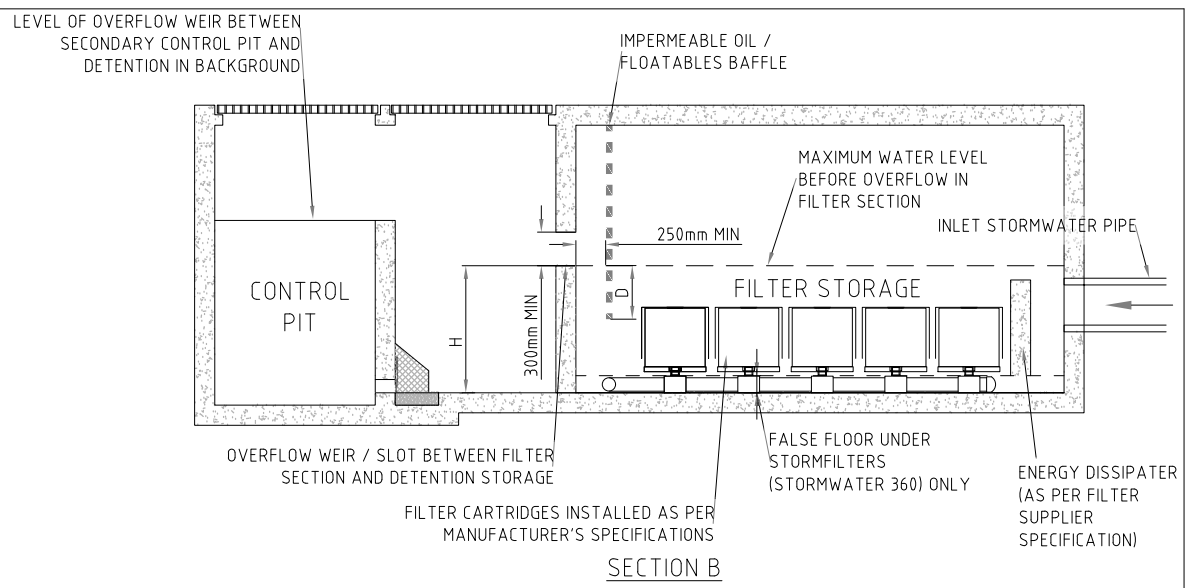 LEVEL OF OVERFLOW WEIR BETWEEN
SECONDARY CONTROL PIT AND
DETENTION IN BACKGROUND
IMPERMEABLE OIL /
FLOATABLES BAFFLE
MAXIMUM WATER LEVEL
BEFORE OVERFLOW IN
FILTER SECTION
INLET STORMWATER PIPE
250mm MIN
CONTROL
PIT
H
300mm MIN
D
FILTER STORAGE
OVERFLOW WEIR / SLOT BETWEEN FILTER
SECTION AND DETENTION STORAGE
FILTER CARTRIDGES INSTALLED AS PER
MANUFACTURER'S SPECIFICATIONS
FALSE FLOOR UNDER
STORMFILTERS
(STORMWATER 360) ONLY
ENERGY DISSIPATER
(AS PER FILTER
SUPPLIER
SPECIFICATION)
SECTION B